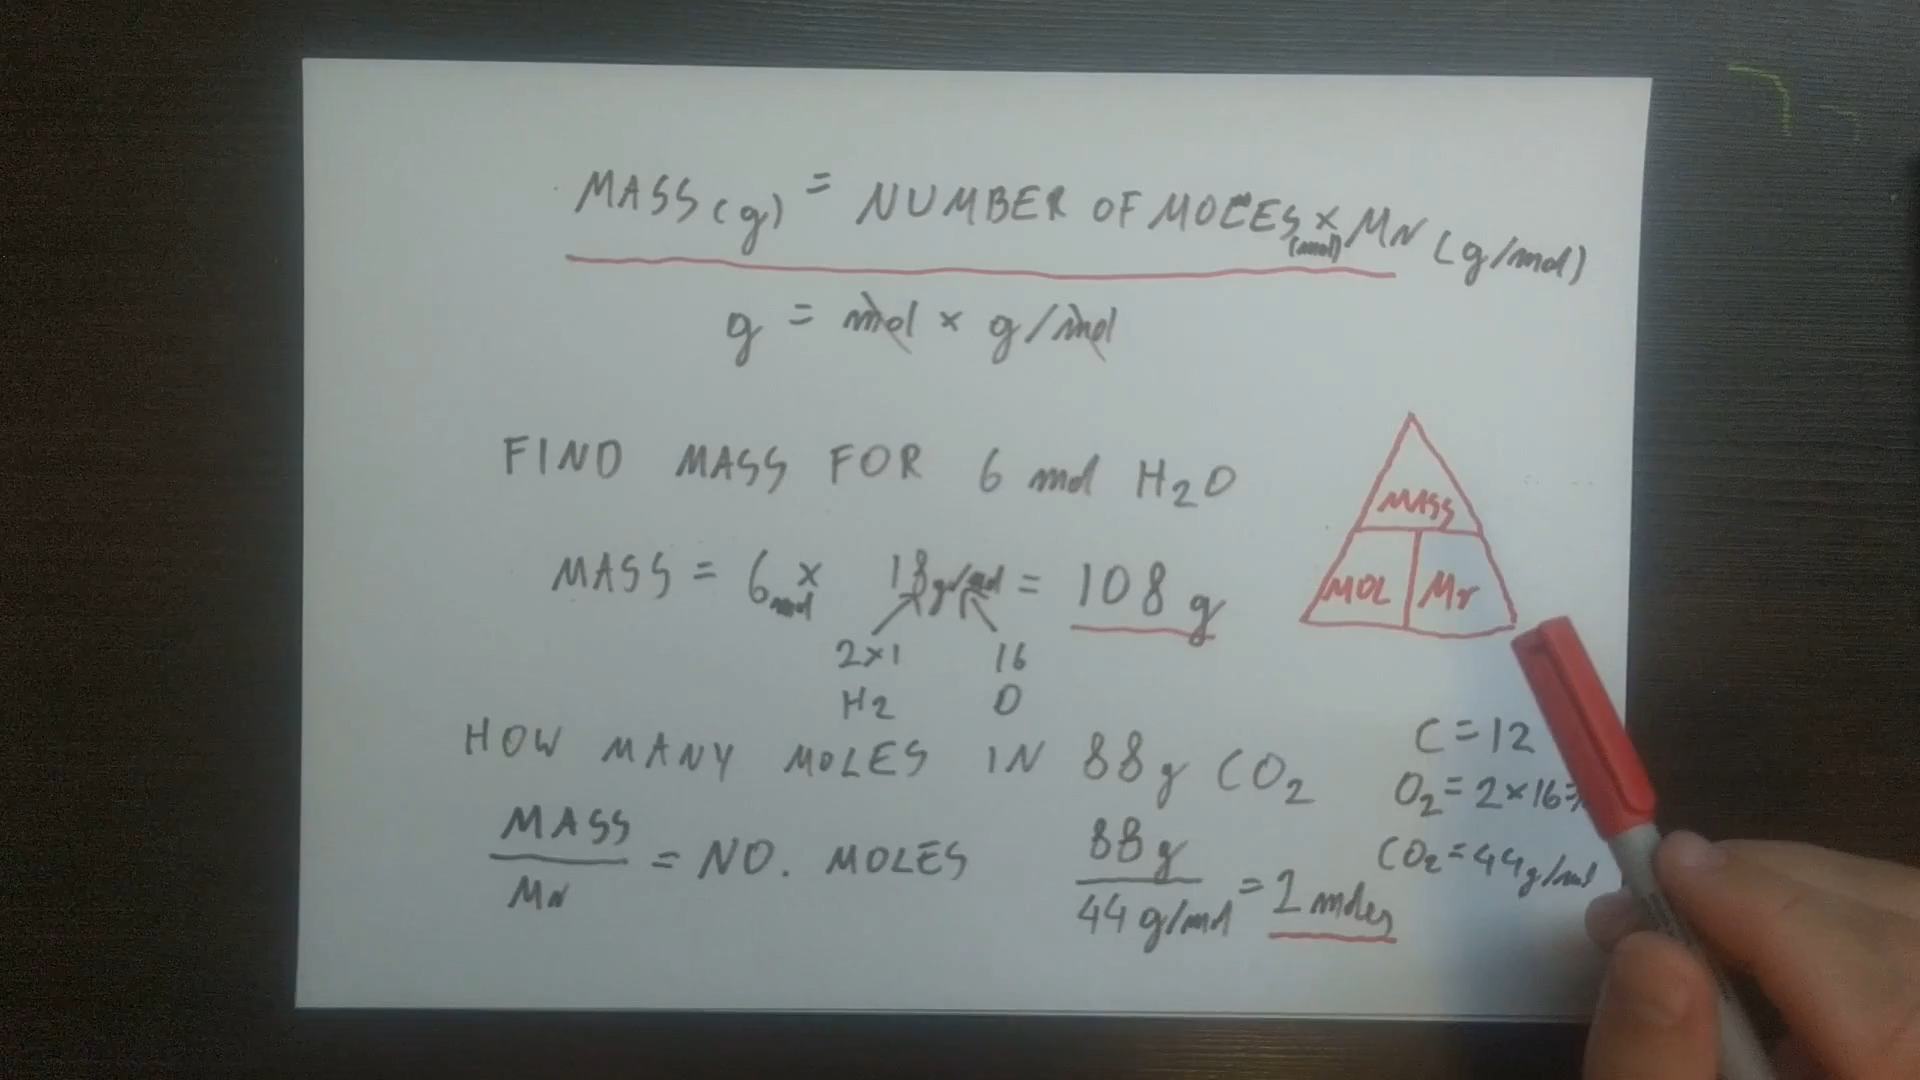 MASS (g) = NUMBER OF MOLES (mol) × Mr (g/mol)
g = mol × g/mol
FIND MASS FOR 6 mol H2O
MASS = 6 mol × 18 g/mol = 108 g
2×1 16
H2 O
MASS
MOL Mr
HOW MANY MOLES IN 88g CO2
MASS
Mr
= NO. MOLES
88 g
44 g/mol
= 2 moles
C = 12
O2 = 2 × 16 =
CO2 = 44 g/mol